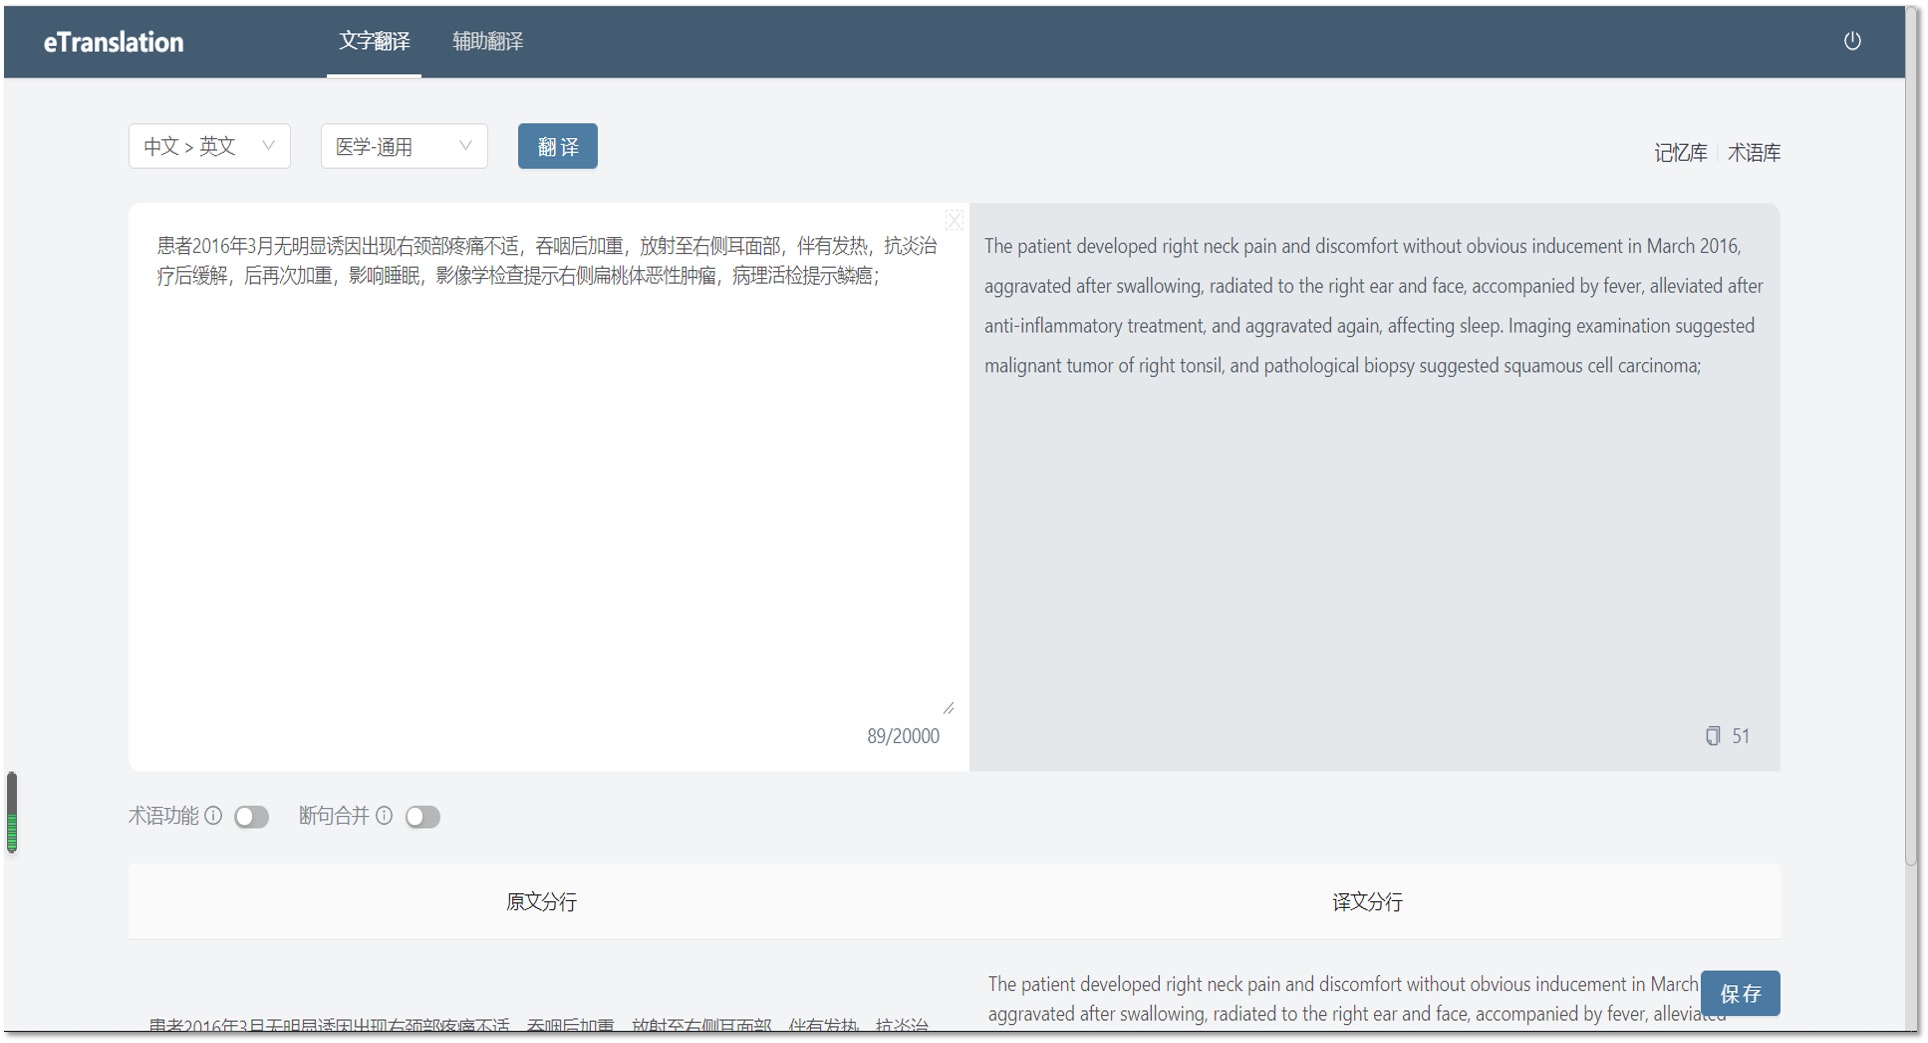 eTranslation
文字翻译
辅助翻译
中文 > 英文
医学-通用
翻 译
记忆库
术语库
患者2016年3月无明显诱因出现右颈部疼痛不适，吞咽后加重，放射至右侧耳面部，伴有发热，抗炎治
疗后缓解，后再次加重，影响睡眠，影像学检查提示右侧扁桃体恶性肿瘤，病理活检提示鳞癌；
89/20000
The patient developed right neck pain and discomfort without obvious inducement in March 2016,
aggravated after swallowing, radiated to the right ear and face, accompanied by fever, alleviated after
anti-inflammatory treatment, and aggravated again, affecting sleep. Imaging examination suggested
malignant tumor of right tonsil, and pathological biopsy suggested squamous cell carcinoma;
51
术语功能
断句合并
原文分行
译文分行
患者2016年3月无明显诱因出现右颈部疼痛不适，吞咽后加重，放射至右侧耳面部，伴有发热，抗炎治
The patient developed right neck pain and discomfort without obvious inducement in March
aggravated after swallowing, radiated to the right ear and face, accompanied by fever, alleviated
保 存